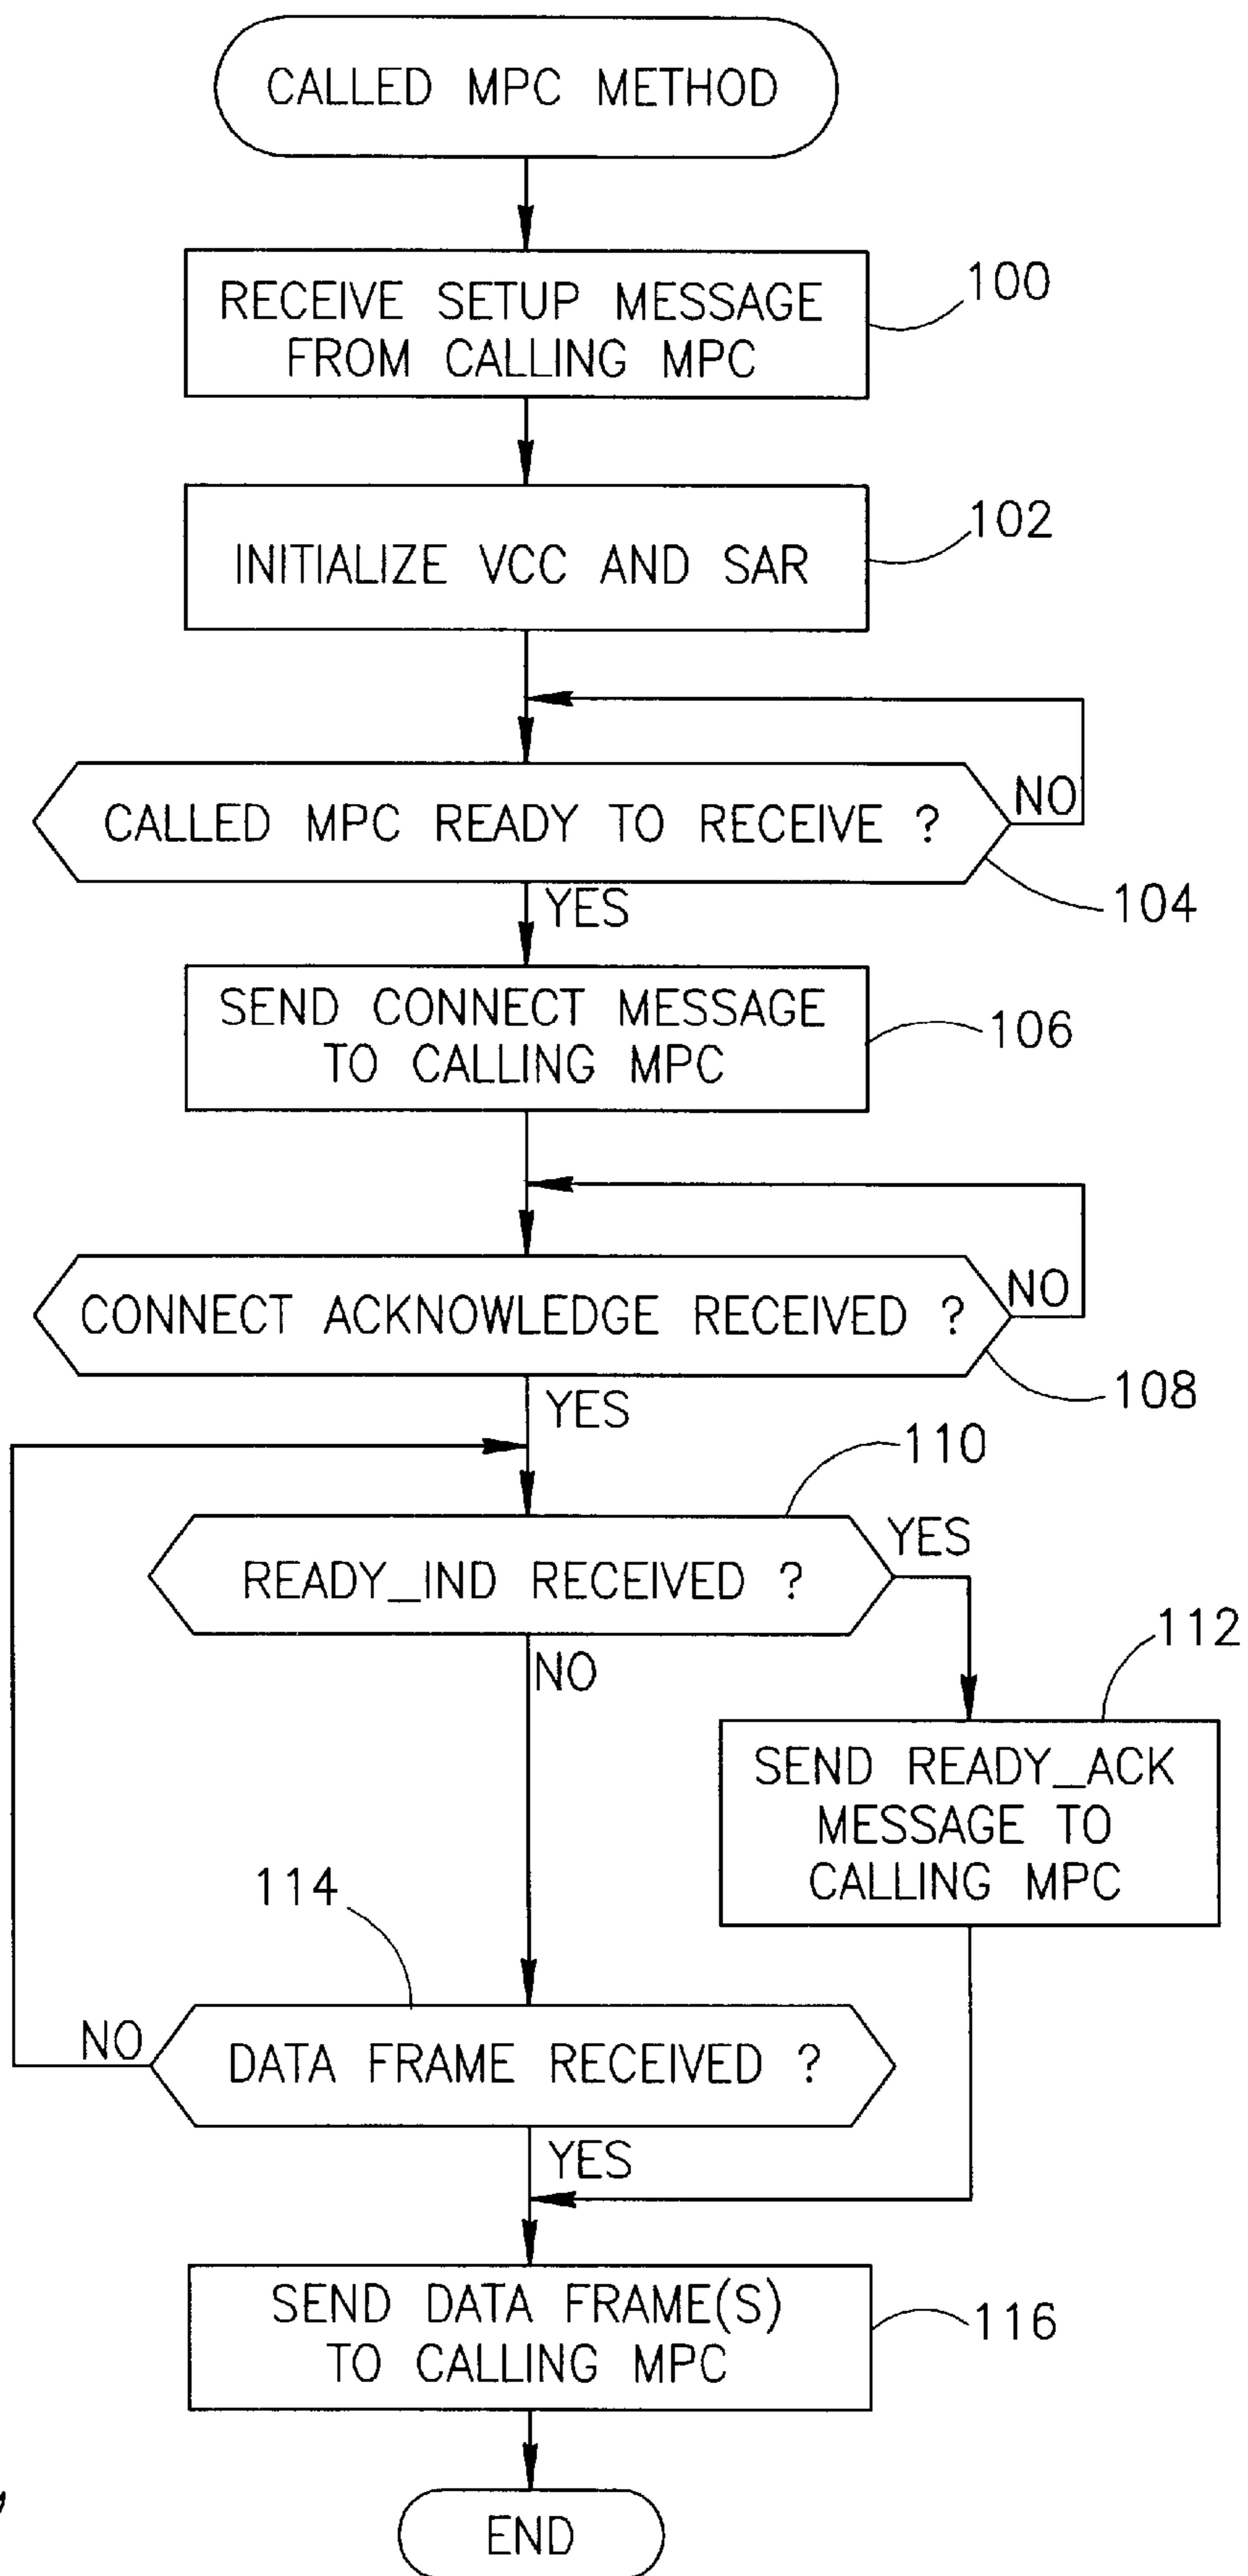 CALLED MPC METHOD
RECEIVE SETUP MESSAGE
FROM CALLING MPC
100
INITIALIZE VCC AND SAR
102
CALLED MPC READY TO RECEIVE ?
NO
104
YES
SEND CONNECT MESSAGE
TO CALLING MPC
106
CONNECT ACKNOWLEDGE RECEIVED ?
NO
108
YES
110
READY_IND RECEIVED ?
YES
NO
112
SEND READY_ACK
MESSAGE TO
CALLING MPC
114
NO
DATA FRAME RECEIVED ?
YES
SEND DATA FRAME(S)
TO CALLING MPC
116
END